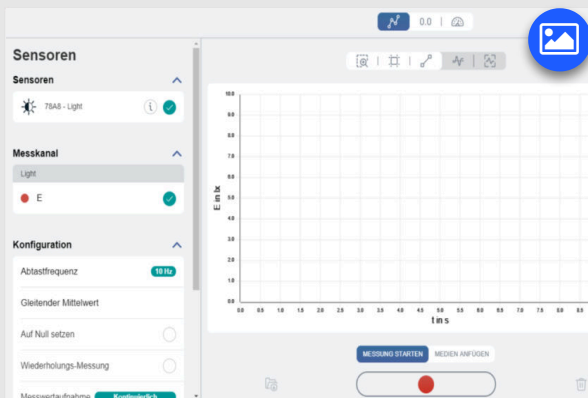 0.0
Sensoren
Sensoren
78A8 - Light
Messkanal
Light
E
Konfiguration
Abtastfrequenz 10 Hz
Gleitender Mittelwert
Auf Null setzen
Wiederholungs-Messung
Messwertaufnahme Kontinuierlich
E in lx
10.0
9.0
8.0
7.0
6.0
5.0
4.0
3.0
2.0
1.0
0.0
0.0 0.5 1.0 1.5 2.0 2.5 3.0 3.5 4.0 4.5 5.0 5.5 6.0 6.5 7.0 7.5 8.0 8.5
t in s
MESSUNG STARTEN MEDIEN ANFÜGEN